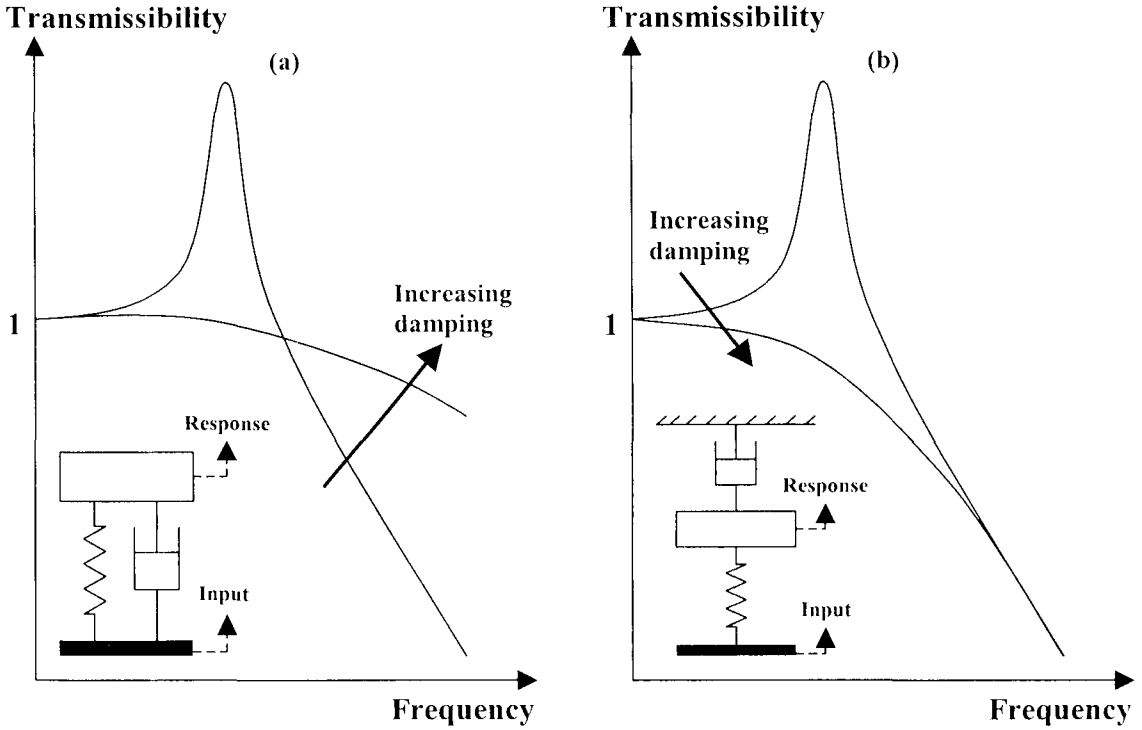 Transmissibility
(a)
1
Increasing
damping
Response
Input
Frequency
Transmissibility
(b)
Increasing
damping
1
Response
Input
Frequency